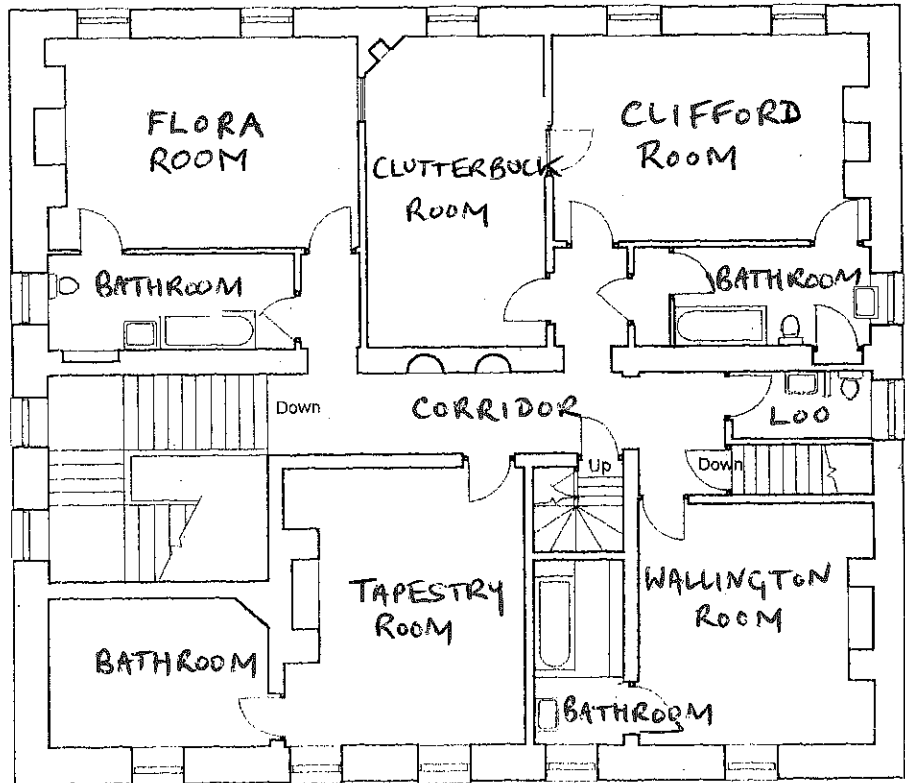 FLORA
ROOM
CLUTTERBUCK
ROOM
CLIFFORD
ROOM
BATHROOM
BATHROOM
Down
CORRIDOR
LOO
Up
Down
TAPESTRY
ROOM
WALLINGTON
ROOM
BATHROOM
BATHROOM